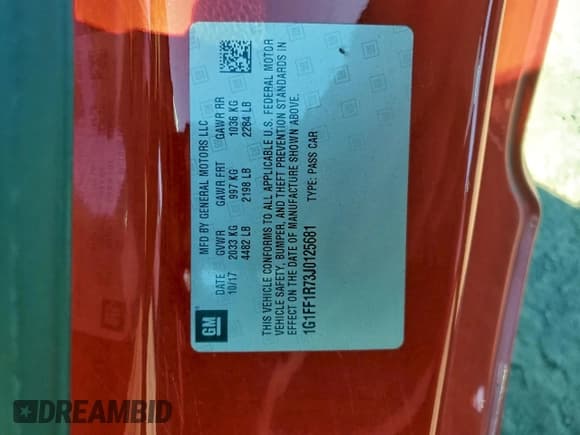 GM
MFD BY GENERAL MOTORS LLC
DATE GVWR GAWR FRT GAWR RR
10/17 2033 KG 997 KG 1036 KG
4482 LB 2198 LB 2284 LB
THIS VEHICLE CONFORMS TO ALL APPLICABLE U.S. FEDERAL MOTOR
VEHICLE SAFETY, BUMPER, AND THEFT PREVENTION STANDARDS IN
EFFECT ON THE DATE OF MANUFACTURE SHOWN ABOVE.
1G1FF1R73J0125681 TYPE: PASS CAR
DREAMBID